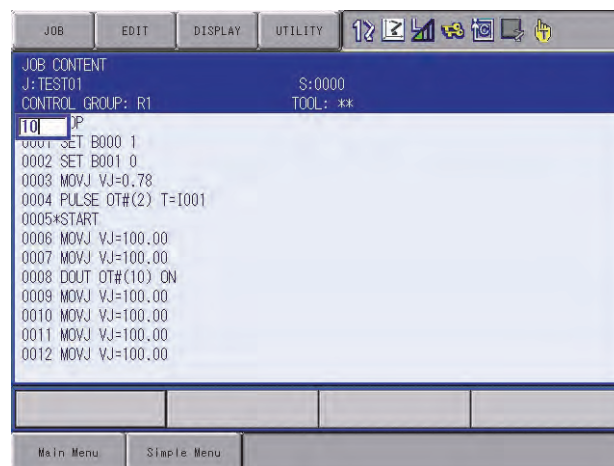 JOB EDIT DISPLAY UTILITY
JOB CONTENT
J:TEST01 S:0000
CONTROL GROUP: R1 TOOL: **
10 OP
0001 SET B000 1
0002 SET B001 0
0003 MOVJ VJ=0.78
0004 PULSE OT#(2) T=I001
0005*START
0006 MOVJ VJ=100.00
0007 MOVJ VJ=100.00
0008 DOUT OT#(10) ON
0009 MOVJ VJ=100.00
0010 MOVJ VJ=100.00
0011 MOVJ VJ=100.00
0012 MOVJ VJ=100.00
Main Menu Simple Menu